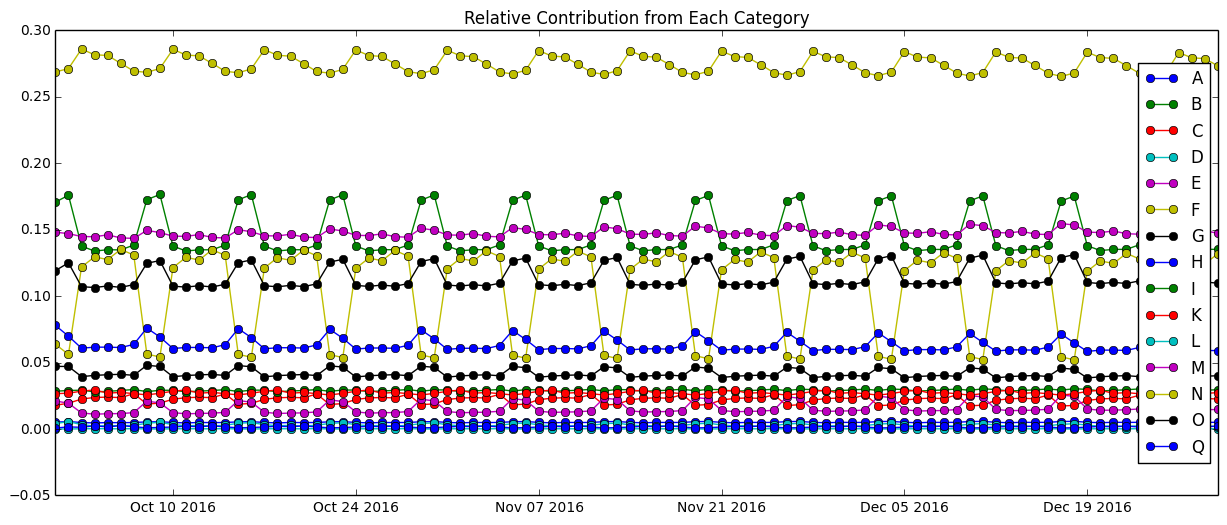 Relative Contribution from Each Category
0.30
0.25
0.20
0.15
0.10
0.05
0.00
−0.05
Oct 10 2016
Oct 24 2016
Nov 07 2016
Nov 21 2016
Dec 05 2016
Dec 19 2016
A
B
C
D
E
F
G
H
I
K
L
M
N
O
Q